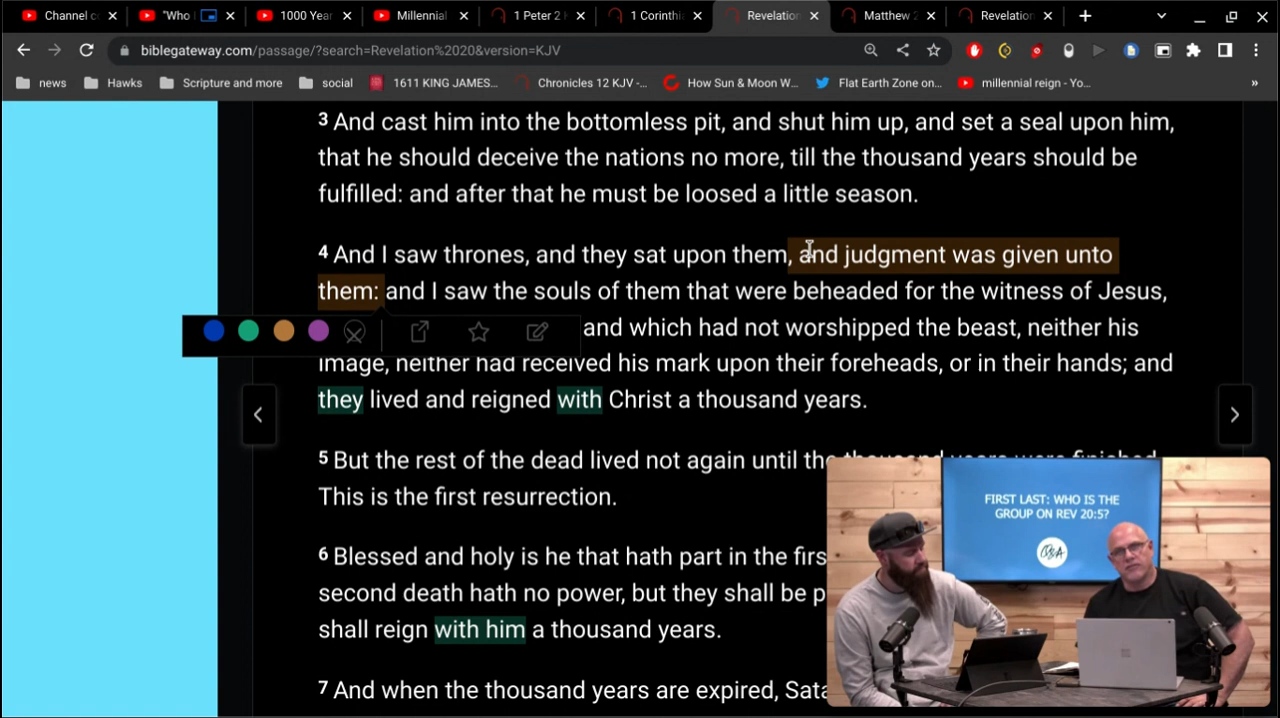 Channel c
"Who
1000 Year
Millennial
1 Peter 2
1 Corinthi
Revelation
Matthew 2
Revelation
biblegateway.com/passage/?search=Revelation%2020&version=KJV
news
Hawks
Scripture and more
social
1611 KING JAMES...
Chronicles 12 KJV -...
How Sun & Moon W...
Flat Earth Zone on...
millennial reign - Yo...
»
3 And cast him into the bottomless pit, and shut him up, and set a seal upon him,
that he should deceive the nations no more, till the thousand years should be
fulfilled: and after that he must be loosed a little season.
4 And I saw thrones, and they sat upon them, and judgment was given unto
them: and I saw the souls of them that were beheaded for the witness of Jesus,
and which had not worshipped the beast, neither his
image, neither had received his mark upon their foreheads, or in their hands; and
they lived and reigned with Christ a thousand years.
5 But the rest of the dead lived not again until the thousand years were finished.
This is the first resurrection.
6 Blessed and holy is he that hath part in the firs
second death hath no power, but they shall be p
shall reign with him a thousand years.
7 And when the thousand years are expired, Sata
FIRST LAST: WHO IS THE
GROUP ON REV 20:5?
Q&A